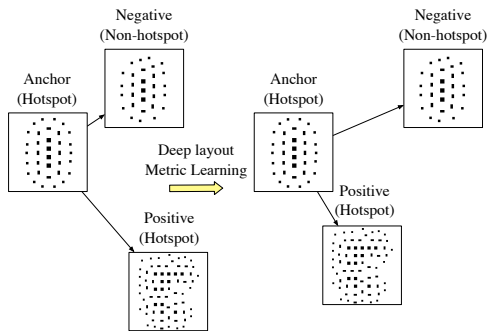 Negative
(Non-hotspot)
Anchor
(Hotspot)
Positive
(Hotspot)
Deep layout
Metric Learning
Negative
(Non-hotspot)
Anchor
(Hotspot)
Positive
(Hotspot)